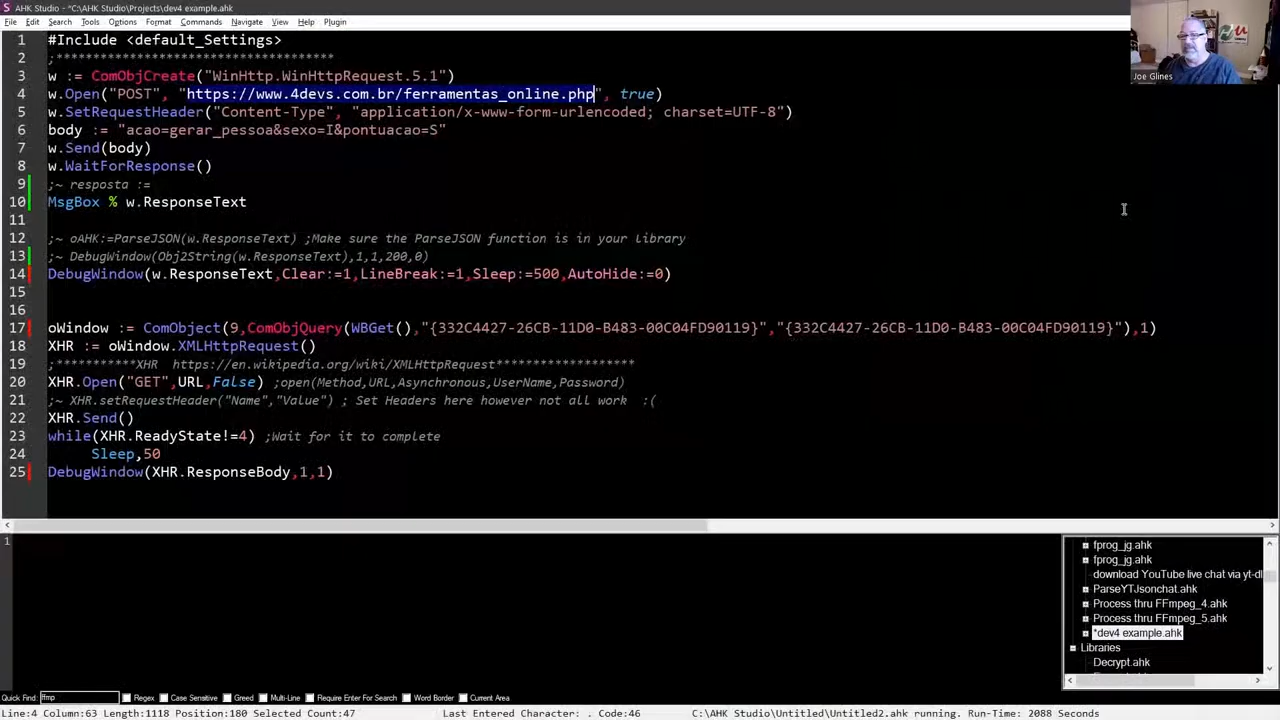 AHK Studio - *C:\AHK Studio\Projects\dev4 example.ahk
File Edit Search Tools Options Format Commands Navigate View Help Plugin
Joe Glines
1 #Include <default_Settings>
2 ;**************************************
3 w := ComObjCreate("WinHttp.WinHttpRequest.5.1")
4 w.Open("POST", "https://www.4devs.com.br/ferramentas_online.php", true)
5 w.SetRequestHeader("Content-Type", "application/x-www-form-urlencoded; charset=UTF-8")
6 body := "acao=gerar_pessoa&sexo=I&pontuacao=S"
7 w.Send(body)
8 w.WaitForResponse()
9 ;~ resposta :=
10 MsgBox % w.ResponseText
11
12 ;~ oAHK:=ParseJSON(w.ResponseText) ;Make sure the ParseJSON function is in your library
13 ;~ DebugWindow(Obj2String(w.ResponseText),1,1,200,0)
14 DebugWindow(w.ResponseText,Clear:=1,LineBreak:=1,Sleep:=500,AutoHide:=0)
15
16
17 oWindow := ComObject(9,ComObjQuery(WBGet(),"{332C4427-26CB-11D0-B483-00C04FD90119}","{332C4427-26CB-11D0-B483-00C04FD90119}"),1)
18 XHR := oWindow.XMLHttpRequest()
19 ;**********XHR https://en.wikipedia.org/wiki/XMLHttpRequest*******************
20 XHR.Open("GET",URL,False) ;open(Method,URL,Asynchronous,UserName,Password)
21 ;~ XHR.setRequestHeader("Name","Value") ; Set Headers here however not all work :(
22 XHR.Send()
23 while(XHR.ReadyState!=4) ;Wait for it to complete
24 Sleep,50
25 DebugWindow(XHR.ResponseBody,1,1)
1
fprog_jg.ahk
fprog_jg.ahk
download YouTube live chat via yt-dl
ParseYTJsonchat.ahk
Process thru FFmpeg_4.ahk
Process thru FFmpeg_5.ahk
*dev4 example.ahk
Libraries
Decrypt.ahk
Quick Find: ffmp Regex Case Sensitive Greed Multi-Line Require Enter For Search Word Border Current Area
Line:4 Column:63 Length:1118 Position:180 Selected Count:47 Last Entered Character: . Code:46 C:\AHK Studio\Untitled\Untitled2.ahk running. Run-Time: 2088 Seconds